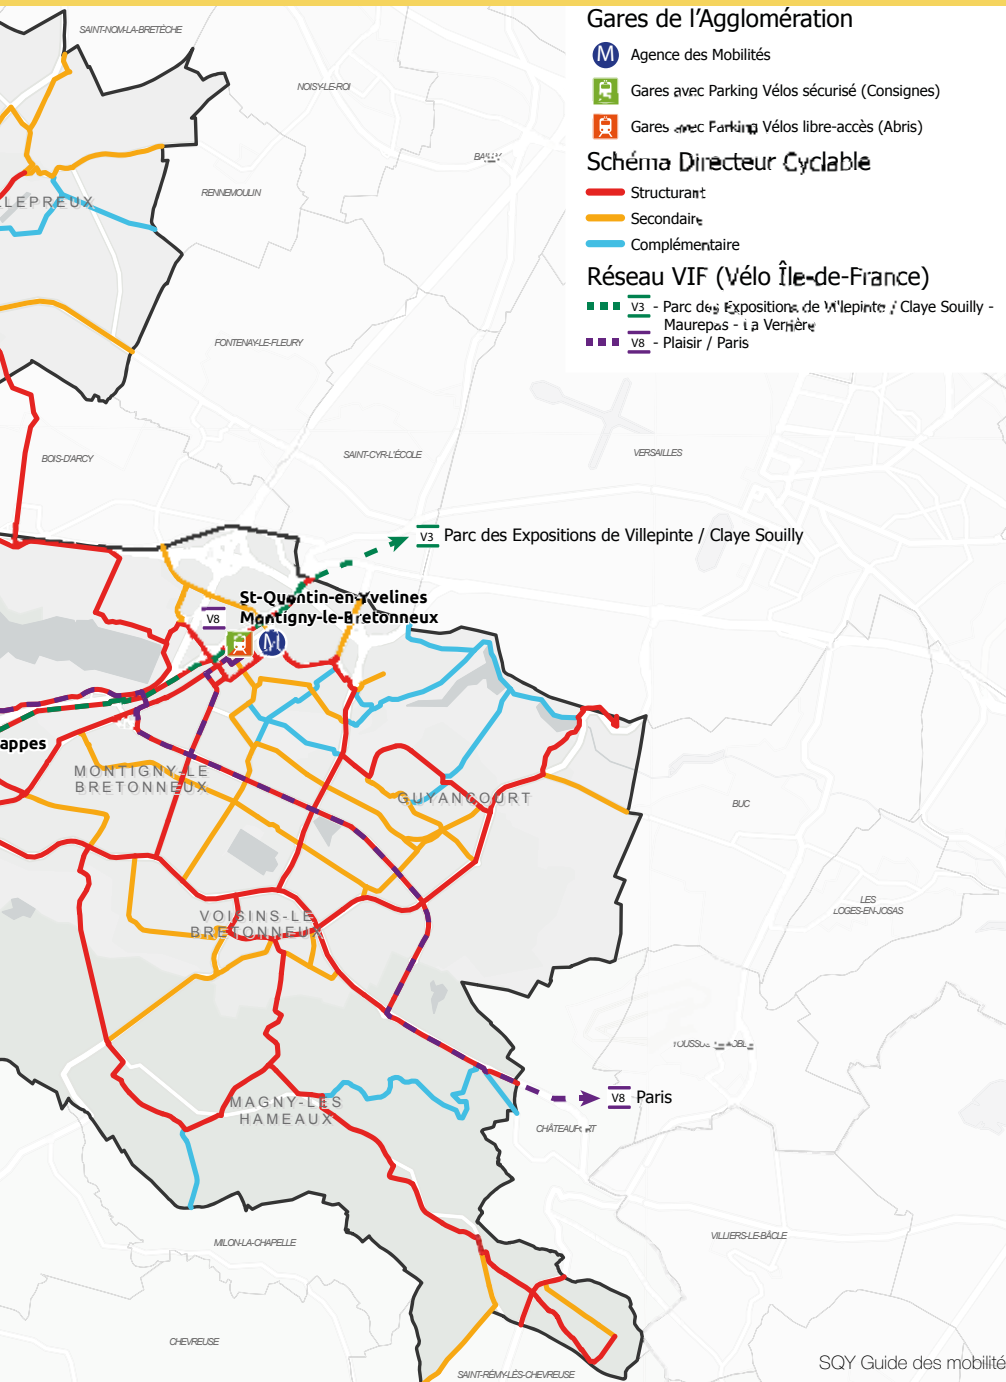 Gares de l'Agglomération
M Agence des Mobilités
Gares avec Parking Vélos sécurisé (Consignes)
Gares avec Parking Vélos libre-accès (Abris)
Schéma Directeur Cyclable
Structurant
Secondaire
Complémentaire
Réseau VIF (Vélo Île-de-France)
V3 - Parc des Expositions de Villepinte / Claye Souilly -
Maurepas - La Verrière
V8 - Plaisir / Paris
SAINT-NOM-LA-BRETÈCHE
NOISY-LE-ROI
RENNEMOULIN
LLEPREUX
FONTENAY-LE-FLEURY
BOIS-D'ARCY
SAINT-CYR-L'ÉCOLE
VERSAILLES
V3 Parc des Expositions de Villepinte / Claye Souilly
St-Quentin-en-Yvelines
V8 Montigny-le-Bretonneux
M
appes
MONTIGNY-LE
BRETONNEUX
GUYANCOURT
BUC
LES
LOGES-EN-JOSAS
VOISINS-LE
BRETONNEUX
V8 Paris
MAGNY-LES
HAMEAUX
CHÂTEAUFORT
MILON-LA-CHAPELLE
VILLIERS-LE-BÂCLE
CHEVREUSE
SAINT-RÉMY-LÈS-CHEVREUSE
SQY Guide des mobilité